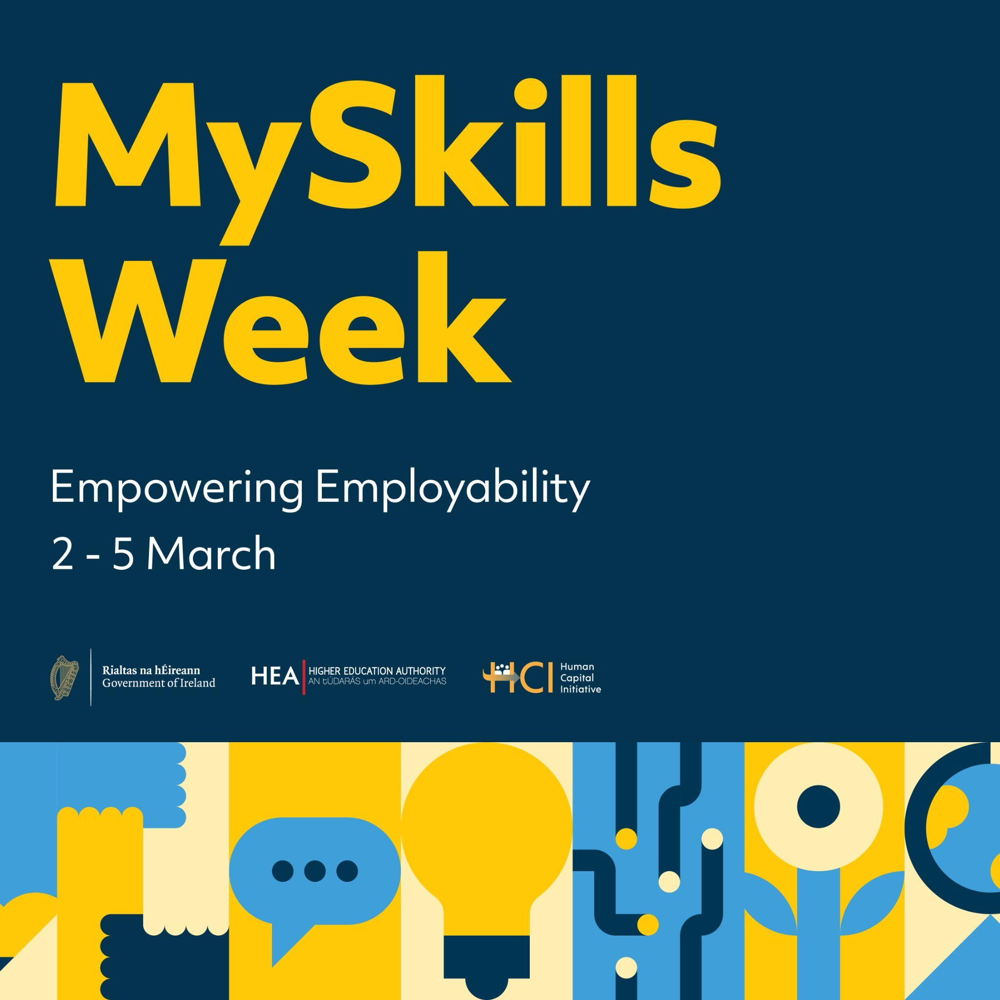 MySkills
Week
Empowering Employability
2 - 5 March
Rialtas na hÉireann
Government of Ireland
HEA
HIGHER EDUCATION AUTHORITY
AN tÚDARÁS um ARD-OIDEACHAS
HCI
Human
Capital
Initiative